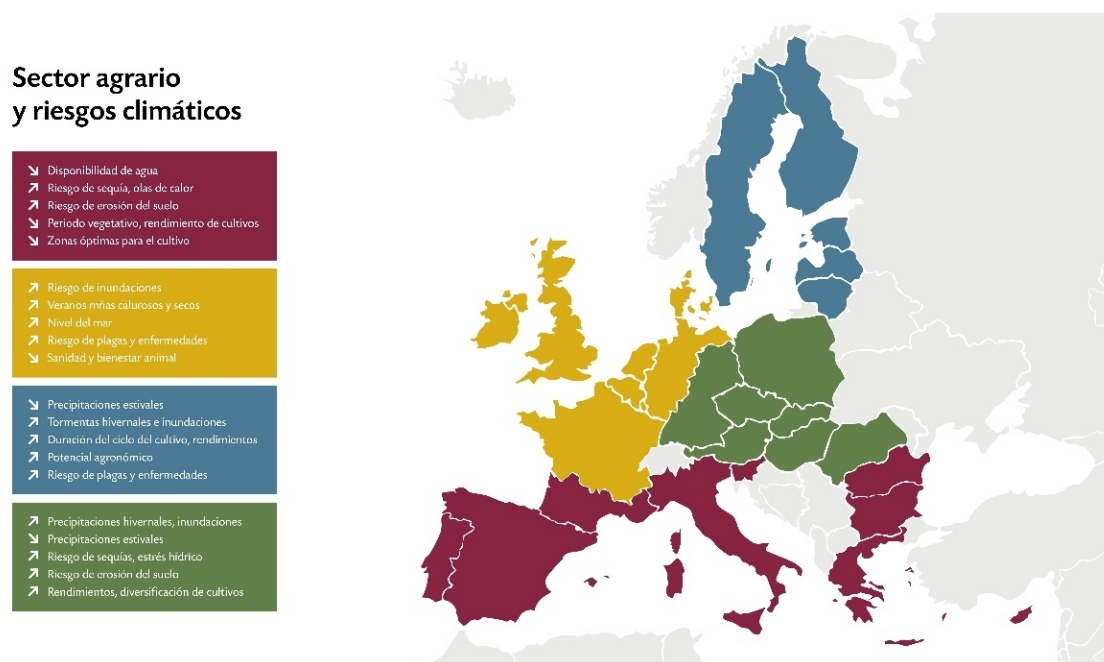 Sector agrario
y riesgos climáticos
↘ Disponibilidad de agua
↗ Riesgo de sequía, olas de calor
↗ Riesgo de erosión del suelo
↘ Periodo vegetativo, rendimiento de cultivos
↘ Zonas óptimas para el cultivo
↗ Riesgo de inundaciones
↗ Veranos mñas calurosos y secos
↗ Nivel del mar
↗ Riesgo de plagas y enfermedades
↘ Sanidad y bienestar animal
↘ Precipitaciones estivales
↗ Tormentas hivernales e inundaciones
↗ Duración del ciclo del cultivo, rendimientos
↗ Potencial agronómico
↗ Riesgo de plagas y enfermedades
↗ Precipitaciones hivernales, inundaciones
↘ Precipitaciones estivales
↗ Riesgo de sequías, estrés hídrico
↗ Riesgo de erosión del suelo
↗ Rendimientos, diversificación de cultivos